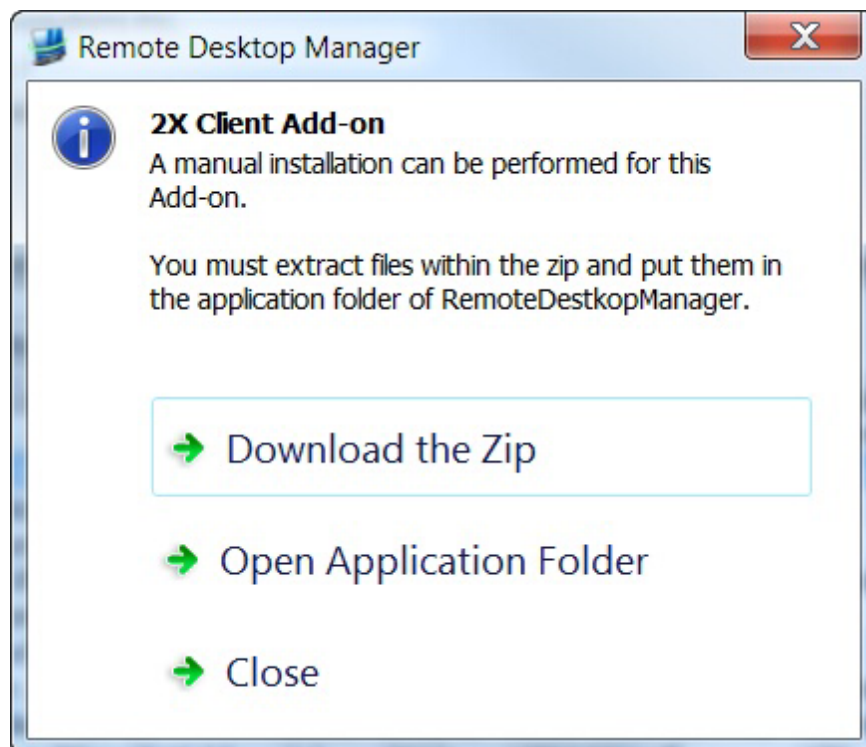 Remote Desktop Manager
X
2X Client Add-on
A manual installation can be performed for this
Add-on.
You must extract files within the zip and put them in
the application folder of RemoteDestkopManager.
Download the Zip
Open Application Folder
Close